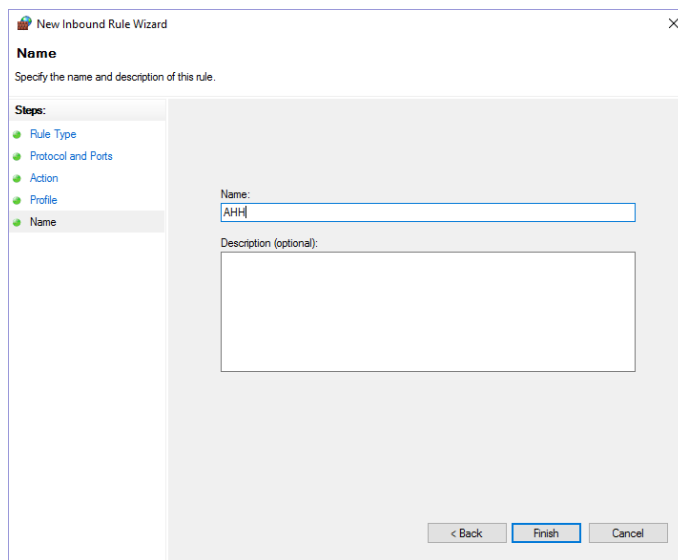 New Inbound Rule Wizard
Name
Specify the name and description of this rule.
Steps:
Rule Type
Protocol and Ports
Action
Profile
Name
Name:
AHH
Description (optional):
< Back
Finish
Cancel